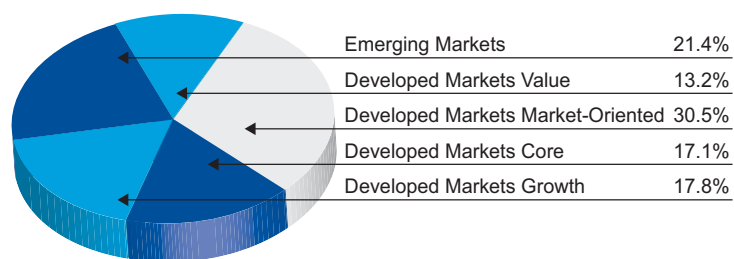 Emerging Markets 21.4%
Developed Markets Value 13.2%
Developed Markets Market-Oriented 30.5%
Developed Markets Core 17.1%
Developed Markets Growth 17.8%